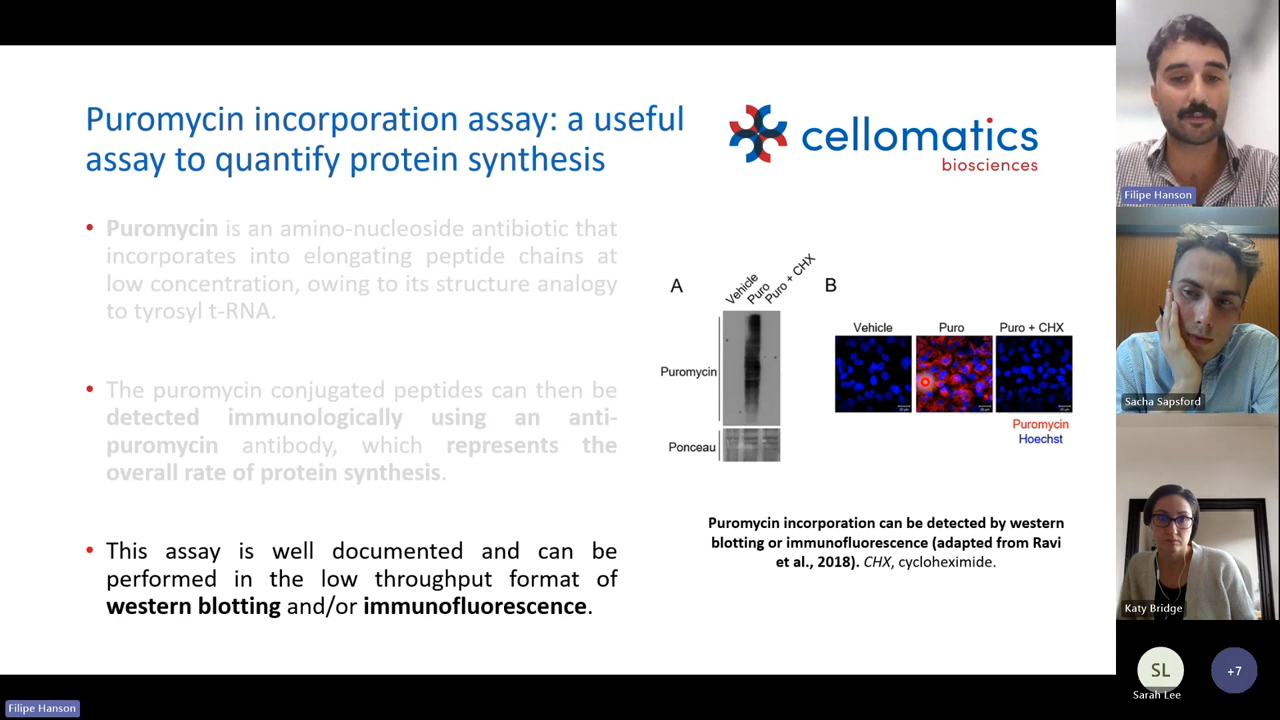 Puromycin incorporation assay: a useful
assay to quantify protein synthesis
cellomatics
biosciences
• Puromycin is an amino-nucleoside antibiotic that
incorporates into elongating peptide chains at
low concentration, owing to its structure analogy
to tyrosyl t-RNA.
• The puromycin conjugated peptides can then be
detected immunologically using an anti-
puromycin antibody, which represents the
overall rate of protein synthesis.
• This assay is well documented and can be
performed in the low throughput format of
western blotting and/or immunofluorescence.
A
Vehicle
Puro
Puro + CHX
Puromycin
Ponceau
B
Vehicle
Puro
Puro + CHX
Puromycin
Hoechst
Puromycin incorporation can be detected by western
blotting or immunofluorescence (adapted from Ravi
et al., 2018). CHX, cycloheximide.
Filipe Hanson
Sacha Sapsford
Katy Bridge
SL
Sarah Lee
+7
Filipe Hanson